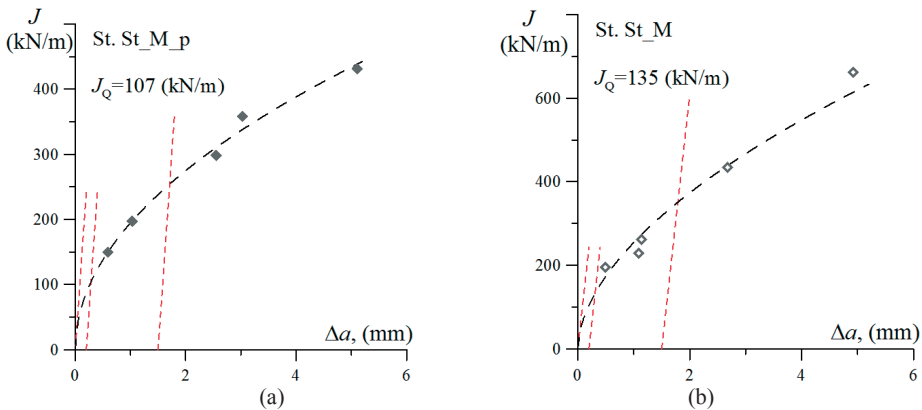 J
(kN/m)
St. St_M_p
J_Q=107 (kN/m)
400
300
200
100
0
0
2
4
6
Δa, (mm)
(a)
J
(kN/m)
St. St_M
J_Q=135 (kN/m)
600
400
200
0
0
2
4
6
Δa, (mm)
(b)